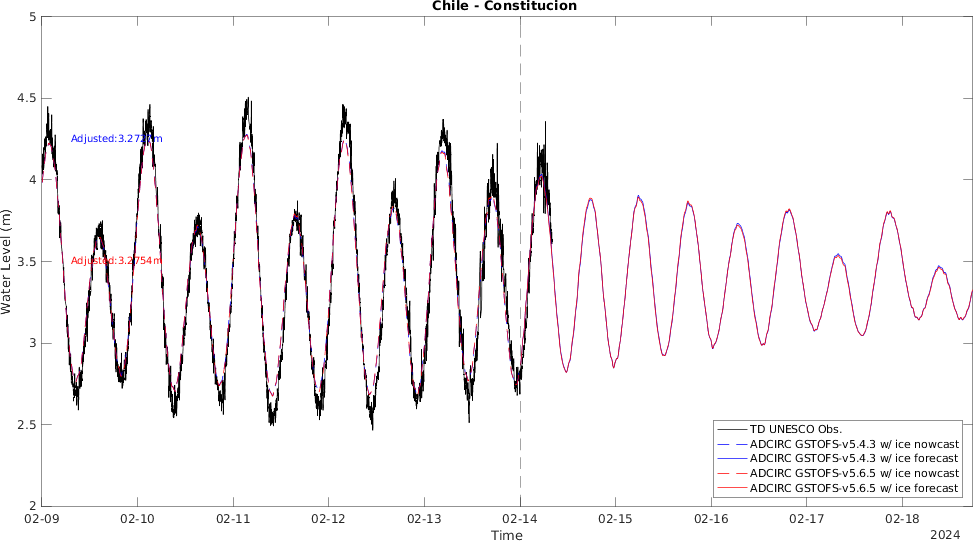 Chile - Constitucion
Water Level (m)
5
4.5
4
3.5
3
2.5
2
Adjusted:3.27
Adjusted:3.2754m
TD UNESCO Obs.
ADCIRC GSTOFS-v5.4.3 w/ ice nowcast
ADCIRC GSTOFS-v5.4.3 w/ ice forecast
ADCIRC GSTOFS-v5.6.5 w/ ice nowcast
ADCIRC GSTOFS-v5.6.5 w/ ice forecast
02-09 02-10 02-11 02-12 02-13 02-14 02-15 02-16 02-17 02-18
Time
2024